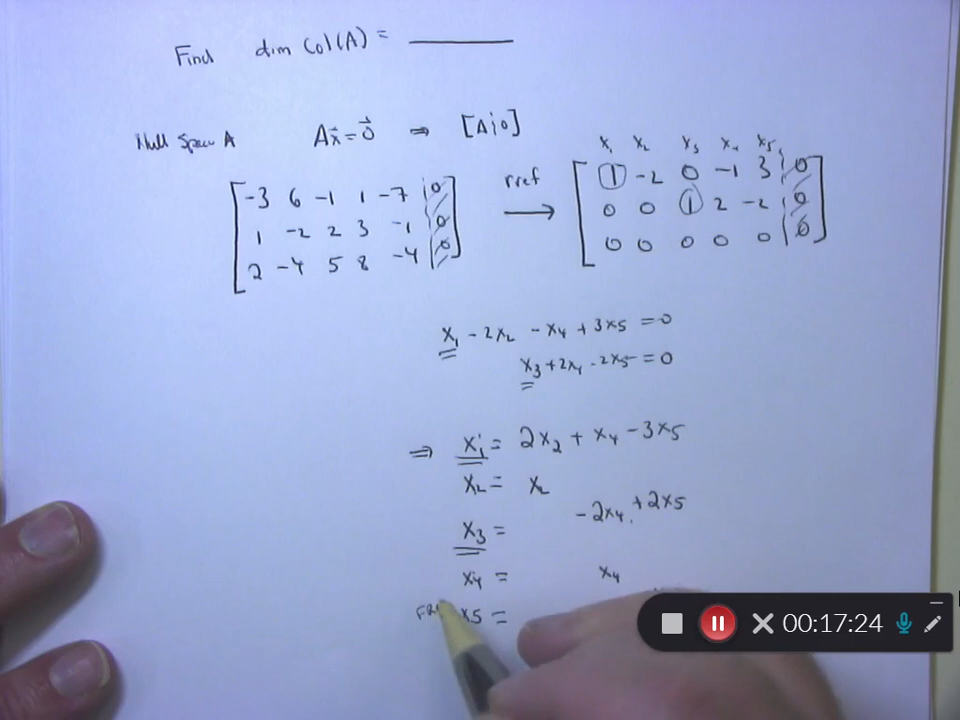 Find dim Col(A) = ______
Null Space A Ax⃗=0⃗ ⇒ [A|0]
x₁ x₂ x₃ x₄ x₅
-3 6 -1 1 -7 | 0 rref 1 -2 0 -1 3 | 0
1 -2 2 3 -1 | 0 → 0 0 1 2 -2 | 0
2 -4 5 8 -4 | 0 0 0 0 0 0 | 0
x₁ - 2x₂ - x₄ + 3x₅ = 0
x₃ + 2x₄ - 2x₅ = 0
⇒ x₁ = 2x₂ + x₄ - 3x₅
x₂ = x₂
x₃ = -2x₄ + 2x₅
x₄ = x₄
x₅ =
00:17:24